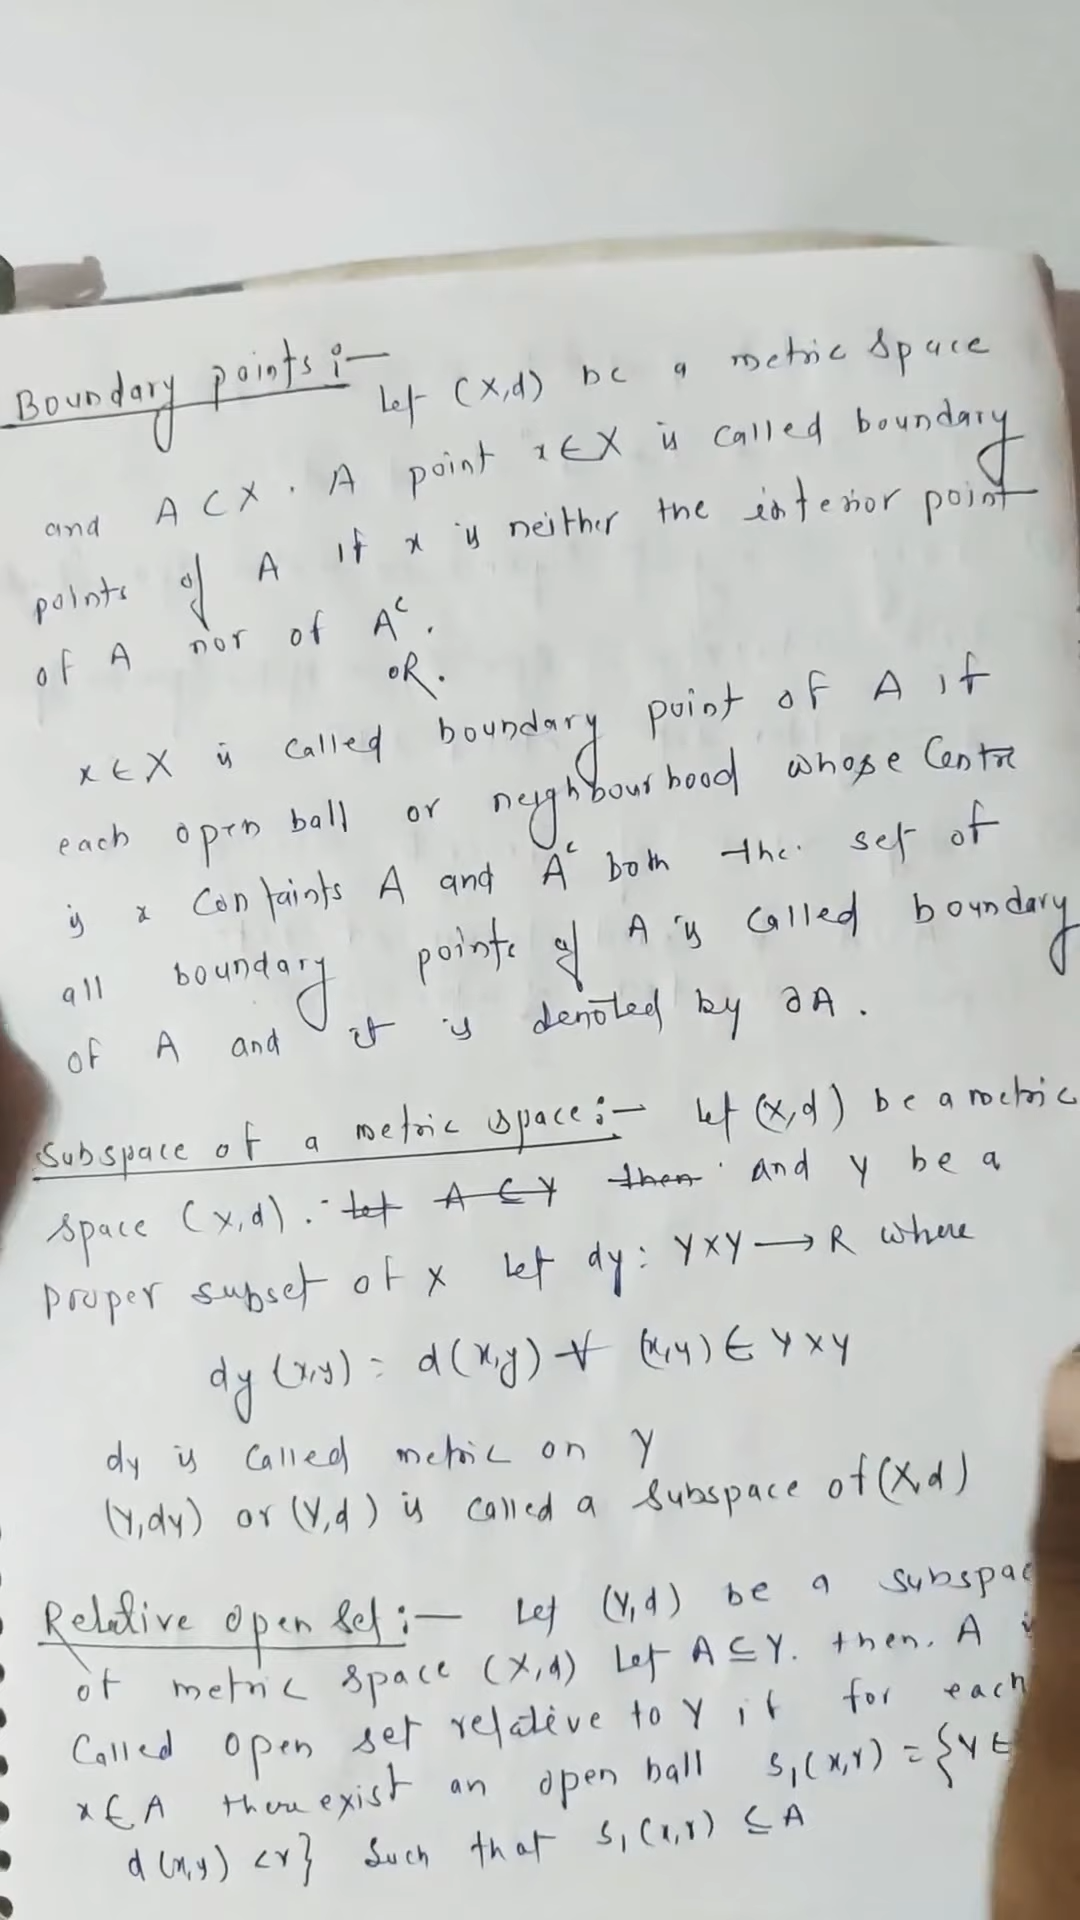 Boundary points :-
Let (X,d) be a metric space
and A ⊂ X . A point x ∈ X is called boundary
points of A if x is neither the interior point
of A nor of Aᶜ.
OR.
x ∈ X is called boundary point of A if
each open ball or neighbourhood whose Centre
is x Containts A and Aᶜ both the. set of
all boundary points of A is called boundary
of A and it is denoted by ∂A .
Subspace of a metric space :- Let (X,d) be a metric
space (X,d) . let A ⊆ Y then and Y be a
proper subset of X Let dy : Y×Y → R where
dy (x,y) = d(x,y) ∀ (x,y) ∈ Y×Y
dy is Called metric on Y
(Y,dy) or (Y,d) is called a subspace of (X,d)
Relative open Set :- Let (Y,d) be a subspac
of metric space (X,d) Let A ⊆ Y. then. A i
Called open set relative to Y if for each
x ∈ A there exist an open ball S₁(x,r) = {Y ∈
d(x,y) < r} Such that S₁(x,r) ⊆ A